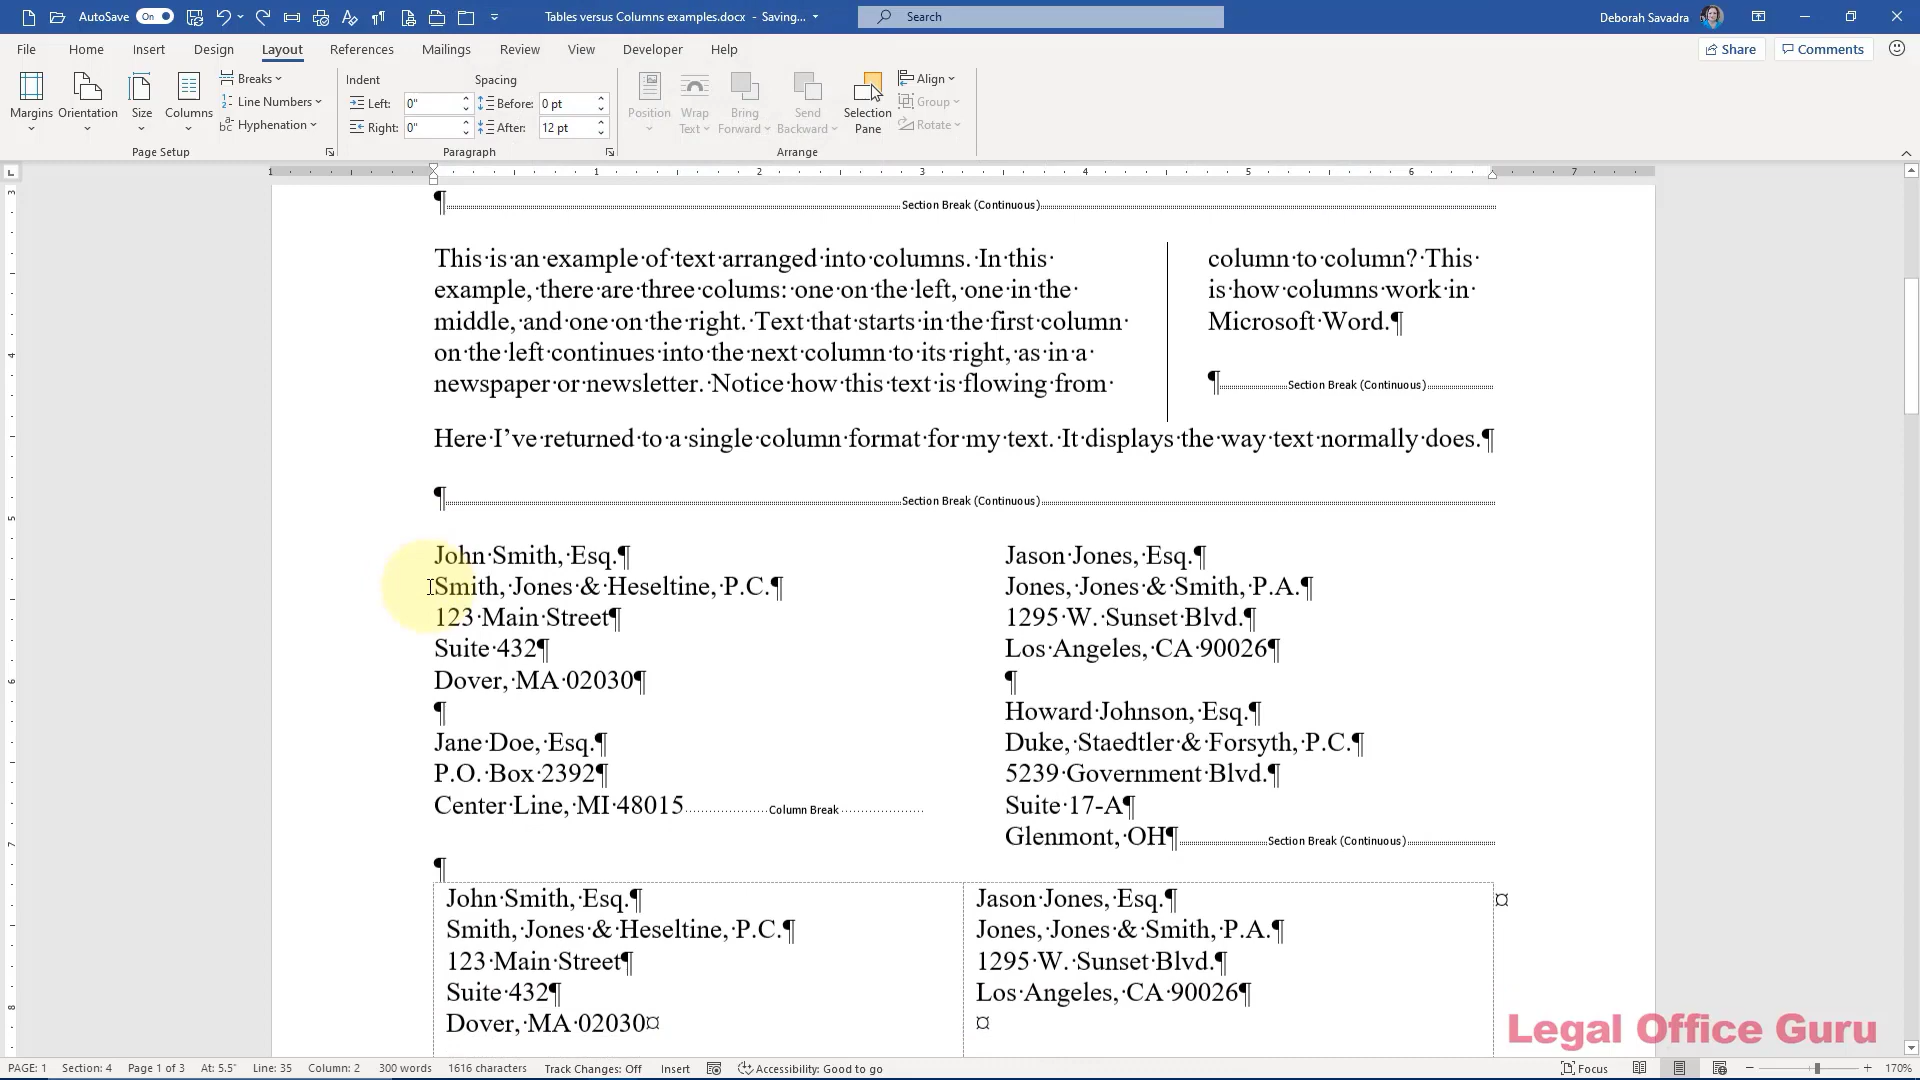 AutoSave On
Tables versus Columns examples.docx - Saving...
Search
Deborah Savadra
File Home Insert Design Layout References Mailings Review View Developer Help
Share Comments
Margins
Orientation
Size
Columns
Breaks
Line Numbers
Hyphenation
Page Setup
Indent
Left: 0"
Right: 0"
Spacing
Before: 0 pt
After: 12 pt
Paragraph
Position
Wrap
Text
Bring
Forward
Send
Backward
Selection
Pane
Align
Group
Rotate
Arrange
1 1 2 3 4 5 6 7
3
4
5
6
7
8
¶ Section Break (Continuous)
This·is·an·example·of·text·arranged·into·columns.·In·this·
example,·there·are·three·colums:·one·on·the·left,·one·in·the·
middle,·and·one·on·the·right.·Text·that·starts·in·the·first·column·
on·the·left·continues·into·the·next·column·to·its·right,·as·in·a·
newspaper·or·newsletter.·Notice·how·this·text·is·flowing·from·
column·to·column?·This·
is·how·columns·work·in·
Microsoft·Word.¶
¶ Section Break (Continuous)
Here·I’ve·returned·to·a·single·column·format·for·my·text.·It·displays·the·way·text·normally·does.¶
¶ Section Break (Continuous)
John·Smith,·Esq.¶
Smith,·Jones·&·Heseltine,·P.C.¶
123·Main·Street¶
Suite·432¶
Dover,·MA·02030¶
¶
Jane·Doe,·Esq.¶
P.O.·Box·2392¶
Center·Line,·MI·48015 Column Break
Jason·Jones,·Esq.¶
Jones,·Jones·&·Smith,·P.A.¶
1295·W.·Sunset·Blvd.¶
Los·Angeles,·CA·90026¶
¶
Howard·Johnson,·Esq.¶
Duke,·Staedtler·&·Forsyth,·P.C.¶
5239·Government·Blvd.¶
Suite·17-A¶
Glenmont,·OH¶ Section Break (Continuous)
¶
John·Smith,·Esq.¶
Smith,·Jones·&·Heseltine,·P.C.¶
123·Main·Street¶
Suite·432¶
Dover,·MA·02030¤
Jason·Jones,·Esq.¶
Jones,·Jones·&·Smith,·P.A.¶
1295·W.·Sunset·Blvd.¶
Los·Angeles,·CA·90026¶
¤
¤
Legal Office Guru
PAGE: 1 Section: 4 Page 1 of 3 At: 5.5" Line: 35 Column: 2 300 words 1616 characters Track Changes: Off Insert Accessibility: Good to go Focus 170%